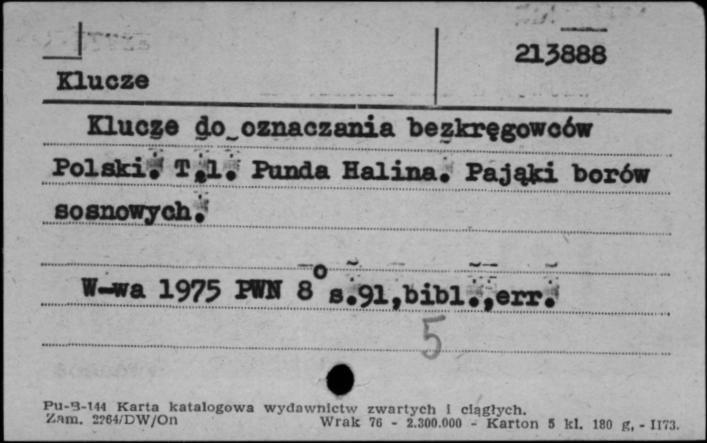 213888
Klucze
Klucze do oznaczania bezkręgowców
Polski. T.1. Punda Halina. Pająki borów
sosnowych.
W-wa 1975 PWN 8° s.91,bibl.,err.
5
Pu-B-144 Karta katalogowa wydawnictw zwartych i ciągłych.
Zam. 2264/DW/On Wrak 76 - 2.300.000 - Karton 5 kl. 180 g. - II73.